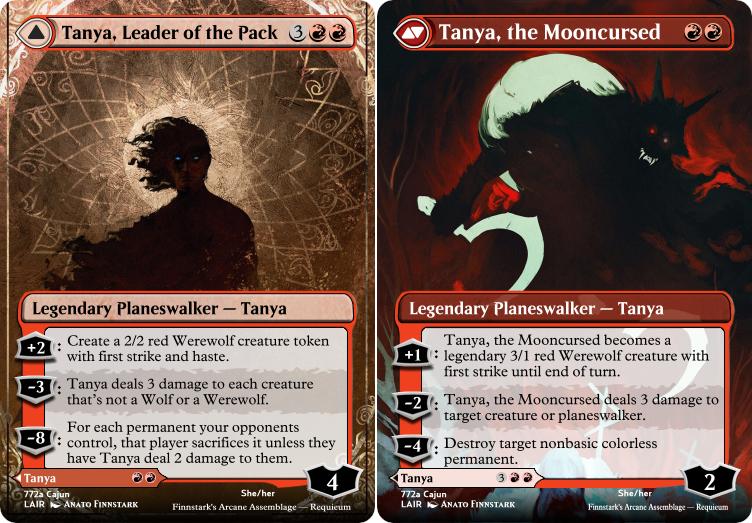 Tanya, Leader of the Pack 3
Legendary Planeswalker — Tanya
+2: Create a 2/2 red Werewolf creature token
with first strike and haste.
-3: Tanya deals 3 damage to each creature
that's not a Wolf or a Werewolf.
-8: For each permanent your opponents
control, that player sacrifices it unless they
have Tanya deal 2 damage to them.
Tanya
4
772a Cajun
She/her
LAIR Anato Finnstark
Finnstark's Arcane Assemblage — Requieum
Tanya, the Mooncursed
Legendary Planeswalker — Tanya
+1: Tanya, the Mooncursed becomes a
legendary 3/1 red Werewolf creature with
first strike until end of turn.
-2: Tanya, the Mooncursed deals 3 damage to
target creature or planeswalker.
-4: Destroy target nonbasic colorless
permanent.
Tanya 3
2
772a Cajun
She/her
LAIR Anato Finnstark
Finnstark's Arcane Assemblage — Requieum